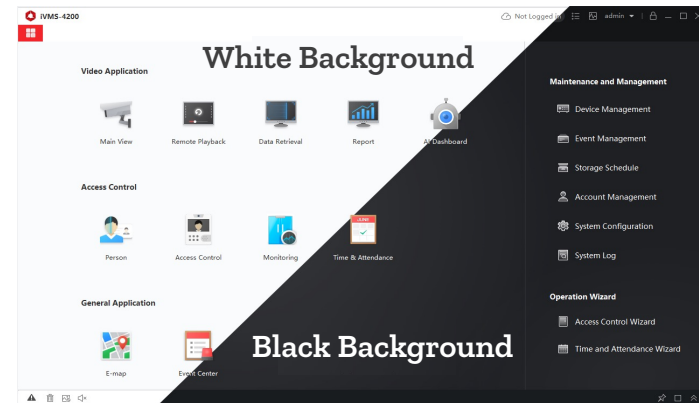 iVMS-4200
Not Logged in
admin
White Background
Video Application
Main View
Remote Playback
Data Retrieval
Report
AI Dashboard
Access Control
Person
Access Control
Monitoring
JUNE
Time & Attendance
General Application
E-map
Event Center
Black Background
Maintenance and Management
Device Management
Event Management
Storage Schedule
Account Management
System Configuration
System Log
Operation Wizard
Access Control Wizard
Time and Attendance Wizard